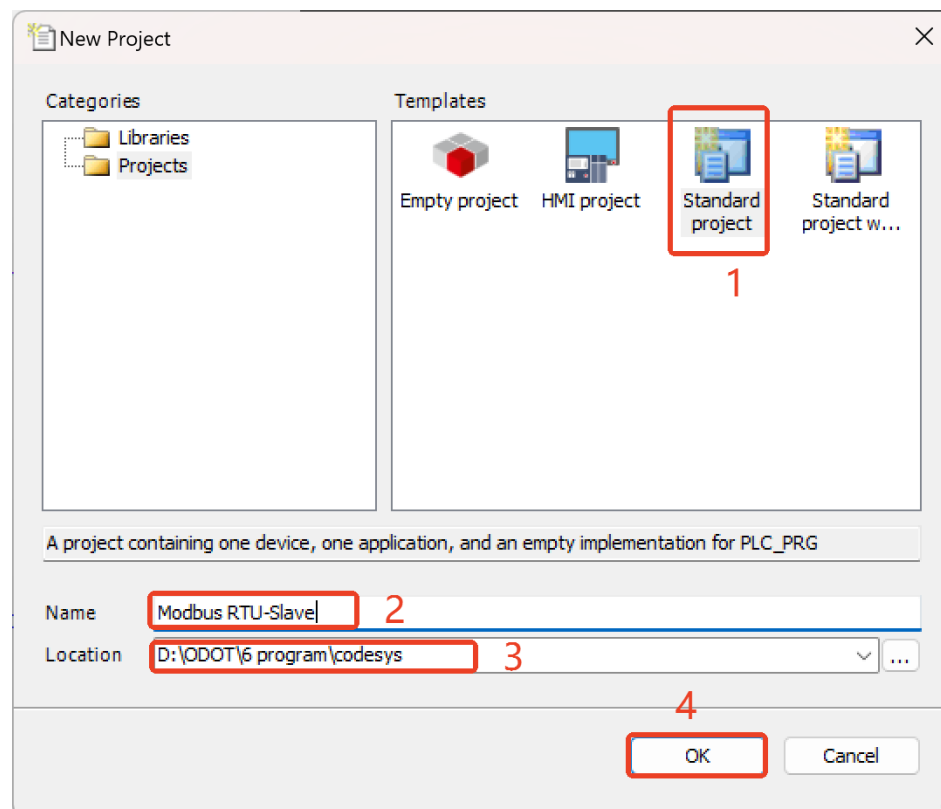 New Project
Categories
Templates
Libraries
Projects
Empty project
HMI project
Standard
project
Standard
project w...
1
A project containing one device, one application, and an empty implementation for PLC_PRG
Name
Modbus RTU-Slave
2
Location
D:\ODOT\6 program\codesys
3
...
4
OK
Cancel